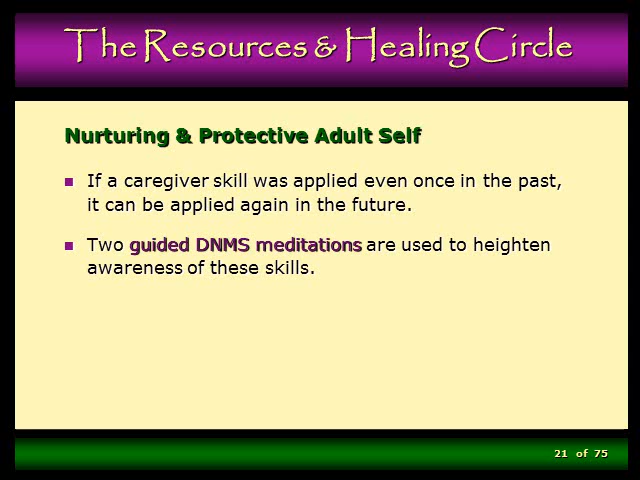 The Resources & Healing Circle
Nurturing & Protective Adult Self
If a caregiver skill was applied even once in the past,
it can be applied again in the future.
Two guided DNMS meditations are used to heighten
awareness of these skills.
21 of 75